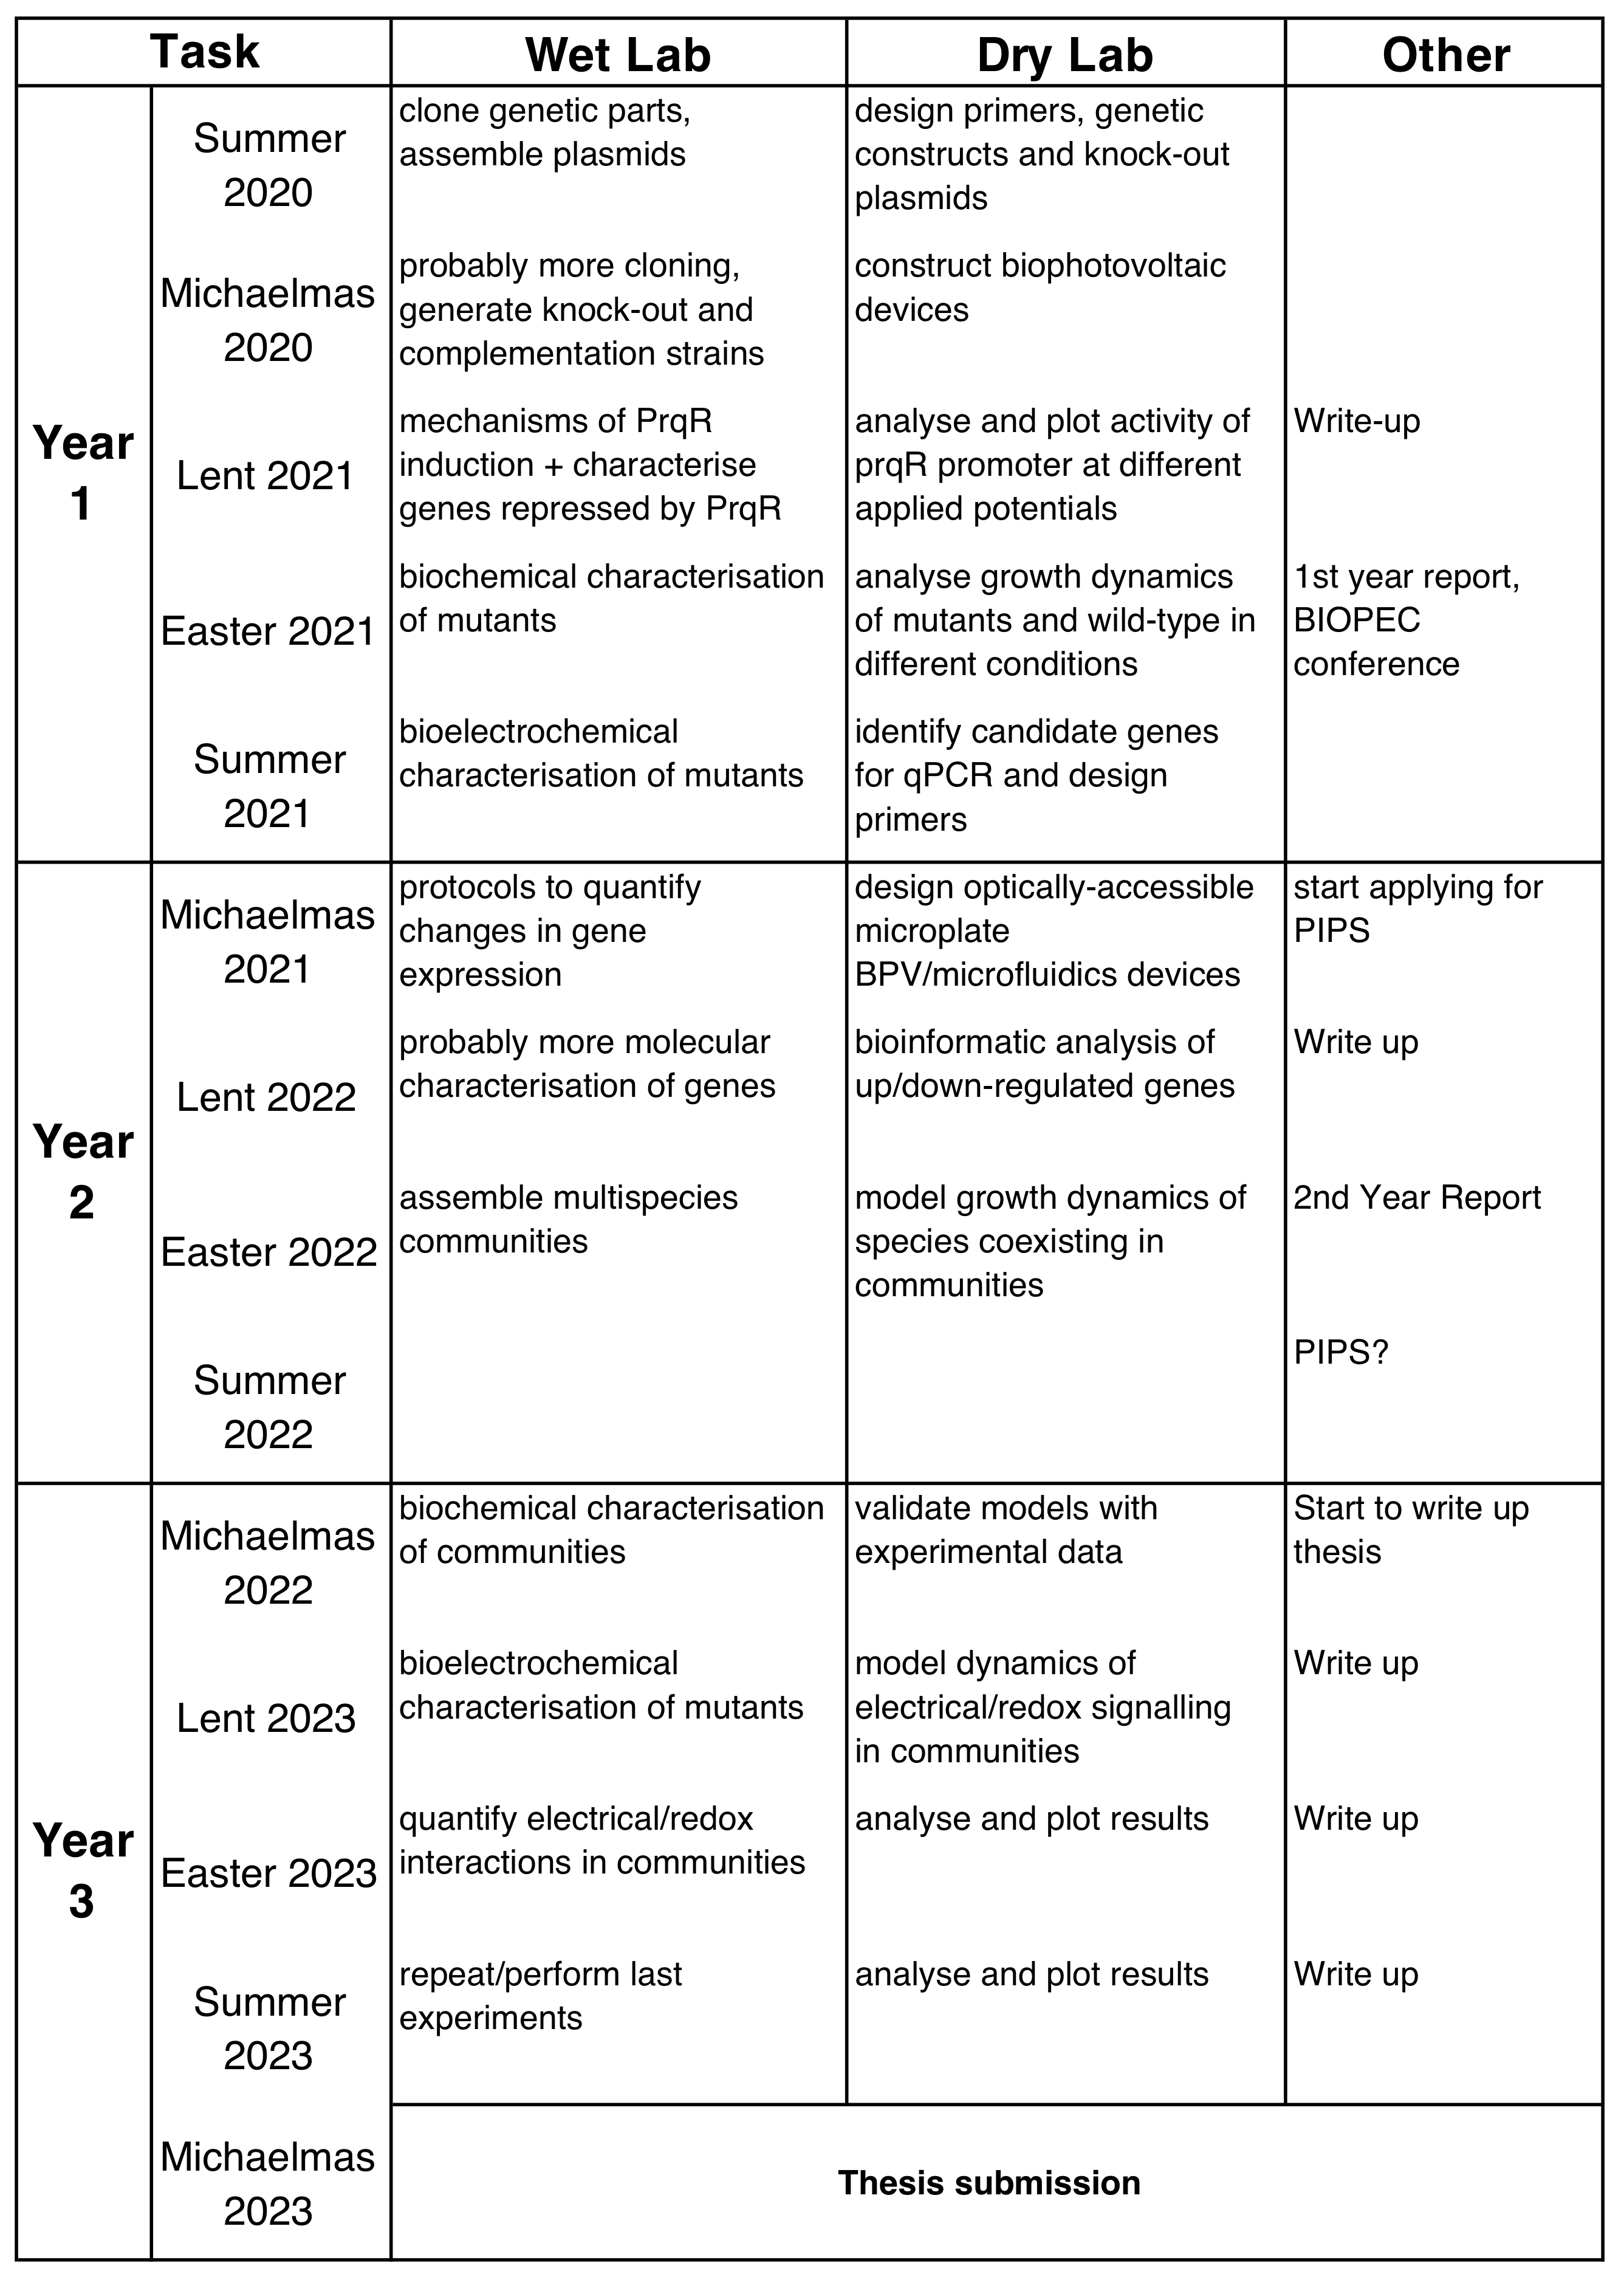 Task
Wet Lab
Dry Lab
Other
Year
1
Summer
2020
clone genetic parts,
assemble plasmids
design primers, genetic
constructs and knock-out
plasmids
Michaelmas
2020
probably more cloning,
generate knock-out and
complementation strains
construct biophotovoltaic
devices
Lent 2021
mechanisms of PrqR
induction + characterise
genes repressed by PrqR
analyse and plot activity of
prqR promoter at different
applied potentials
Write-up
Easter 2021
biochemical characterisation
of mutants
analyse growth dynamics
of mutants and wild-type in
different conditions
1st year report,
BIOPEC
conference
Summer
2021
bioelectrochemical
characterisation of mutants
identify candidate genes
for qPCR and design
primers
Year
2
Michaelmas
2021
protocols to quantify
changes in gene
expression
design optically-accessible
microplate
BPV/microfluidics devices
start applying for
PIPS
Lent 2022
probably more molecular
characterisation of genes
bioinformatic analysis of
up/down-regulated genes
Write up
Easter 2022
assemble multispecies
communities
model growth dynamics of
species coexisting in
communities
2nd Year Report
Summer
2022
PIPS?
Year
3
Michaelmas
2022
biochemical characterisation
of communities
validate models with
experimental data
Start to write up
thesis
Lent 2023
bioelectrochemical
characterisation of mutants
model dynamics of
electrical/redox signalling
in communities
Write up
Easter 2023
quantify electrical/redox
interactions in communities
analyse and plot results
Write up
Summer
2023
repeat/perform last
experiments
analyse and plot results
Write up
Michaelmas
2023
Thesis submission